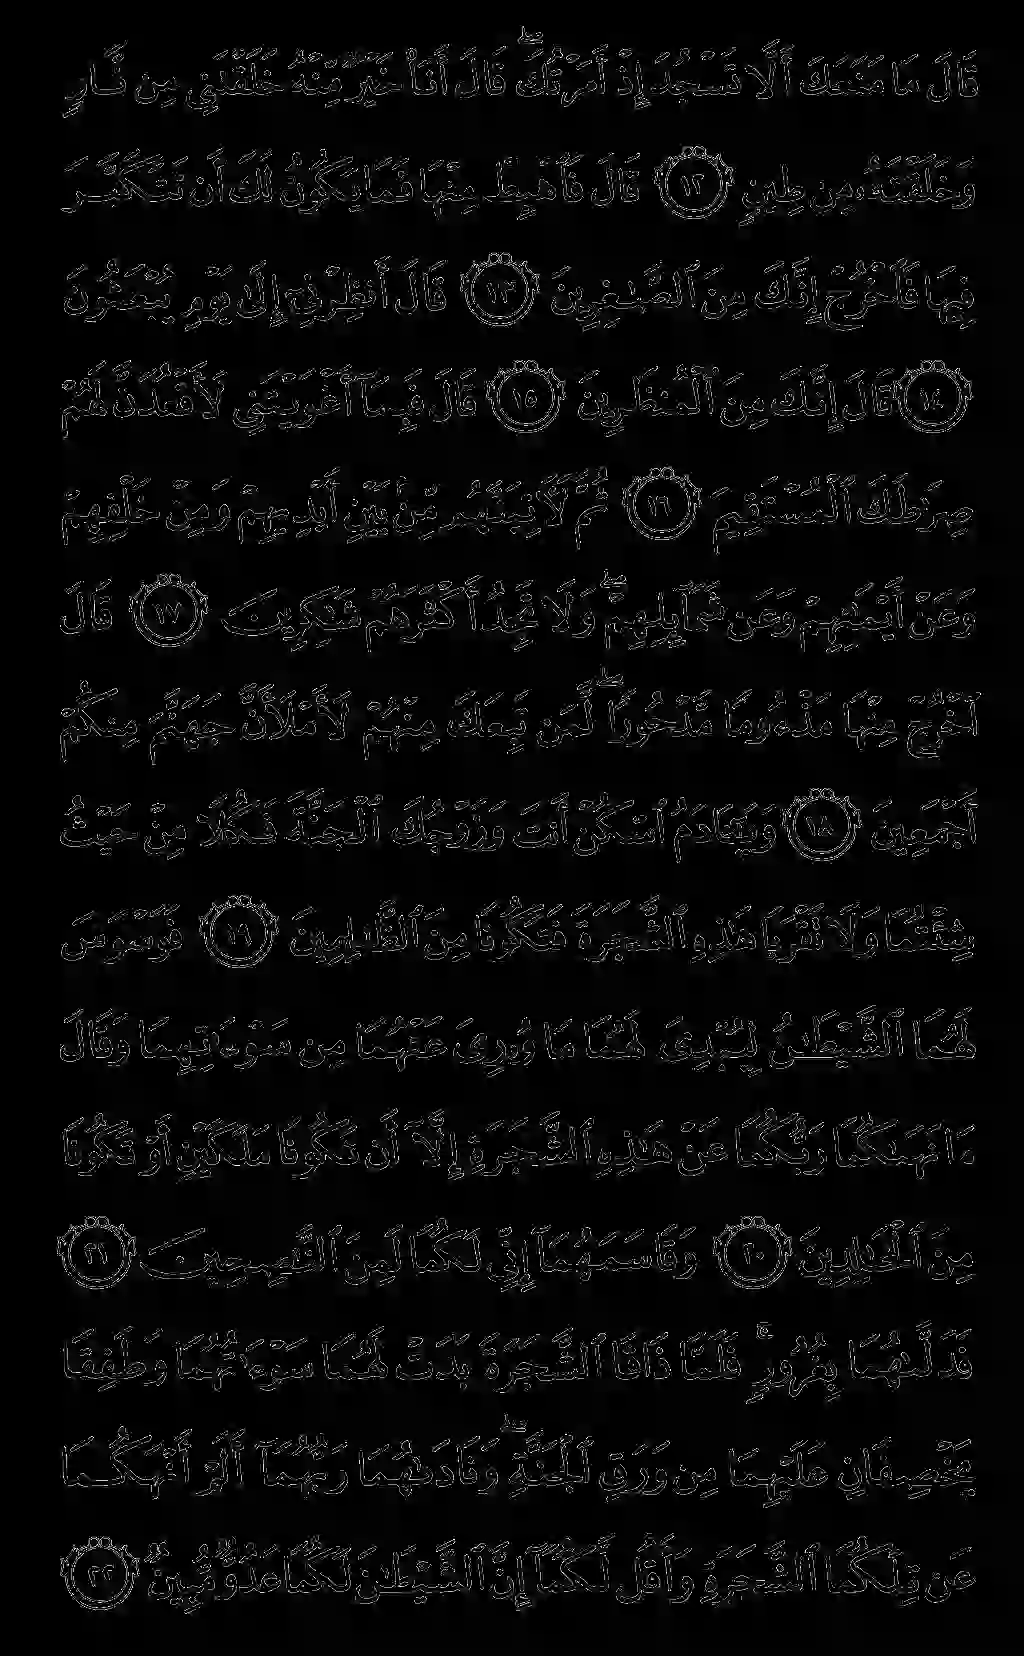 قَالَ مَا مَنَعَكَ أَلَّا تَسْجُدَ إِذْ أَمَرْتُكَ ۖ قَالَ أَنَا۠ خَيْرٌ مِّنْهُ خَلَقْتَنِى مِن نَّارٍ
وَخَلَقْتَهُۥ مِن طِينٍ ١٢ قَالَ فَٱهْبِطْ مِنْهَا فَمَا يَكُونُ لَكَ أَن تَتَكَبَّرَ
فِيهَا فَٱخْرُجْ إِنَّكَ مِنَ ٱلصَّٰغِرِينَ ١٣ قَالَ أَنظِرْنِىٓ إِلَىٰ يَوْمِ يُبْعَثُونَ
١٤ قَالَ إِنَّكَ مِنَ ٱلْمُنظَرِينَ ١٥ قَالَ فَبِمَآ أَغْوَيْتَنِى لَأَقْعُدَنَّ لَهُمْ
صِرَٰطَكَ ٱلْمُسْتَقِيمَ ١٦ ثُمَّ لَءَاتِيَنَّهُم مِّنۢ بَيْنِ أَيْدِيهِمْ وَمِنْ خَلْفِهِمْ
وَعَنْ أَيْمَٰنِهِمْ وَعَن شَمَآئِلِهِمْ ۖ وَلَا تَجِدُ أَكْثَرَهُمْ شَٰكِرِينَ ١٧ قَالَ
ٱخْرُجْ مِنْهَا مَذْءُومًا مَّدْحُورًا ۖ لَّمَن تَبِعَكَ مِنْهُمْ لَأَمْلَأَنَّ جَهَنَّمَ مِنكُمْ
أَجْمَعِينَ ١٨ وَيَٰٓـَٔادَمُ ٱسْكُنْ أَنتَ وَزَوْجُكَ ٱلْجَنَّةَ فَكُلَا مِنْ حَيْثُ
شِئْتُمَا وَلَا تَقْرَبَا هَٰذِهِ ٱلشَّجَرَةَ فَتَكُونَا مِنَ ٱلظَّٰلِمِينَ ١٩ فَوَسْوَسَ
لَهُمَا ٱلشَّيْطَٰنُ لِيُبْدِىَ لَهُمَا مَا وُۥرِىَ عَنْهُمَا مِن سَوْءَٰتِهِمَا وَقَالَ
مَا نَهَىٰكُمَا رَبُّكُمَا عَنْ هَٰذِهِ ٱلشَّجَرَةِ إِلَّآ أَن تَكُونَا مَلَكَيْنِ أَوْ تَكُونَا
مِنَ ٱلْخَٰلِدِينَ ٢٠ وَقَاسَمَهُمَآ إِنِّى لَكُمَا لَمِنَ ٱلنَّٰصِحِينَ ٢١
فَدَلَّىٰهُمَا بِغُرُورٍ ۚ فَلَمَّا ذَاقَا ٱلشَّجَرَةَ بَدَتْ لَهُمَا سَوْءَٰتُهُمَا وَطَفِقَا
يَخْصِفَانِ عَلَيْهِمَا مِن وَرَقِ ٱلْجَنَّةِ ۖ وَنَادَىٰهُمَا رَبُّهُمَآ أَلَمْ أَنْهَكُمَا
عَن تِلْكُمَا ٱلشَّجَرَةِ وَأَقُل لَّكُمَآ إِنَّ ٱلشَّيْطَٰنَ لَكُمَا عَدُوٌّ مُّبِينٌ ٢٢